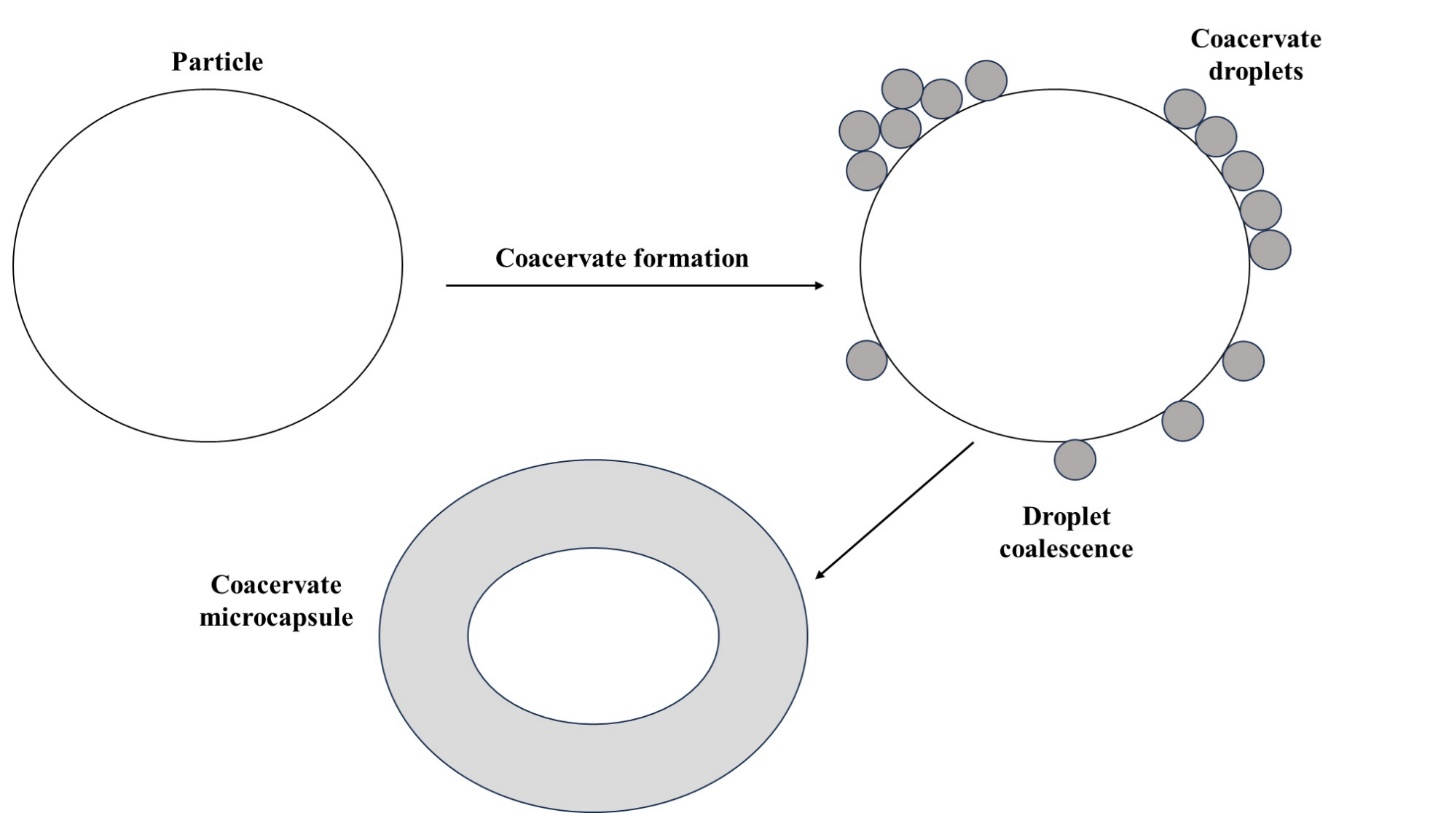 Particle
Coacervate
droplets
Coacervate formation
Droplet
coalescence
Coacervate
microcapsule